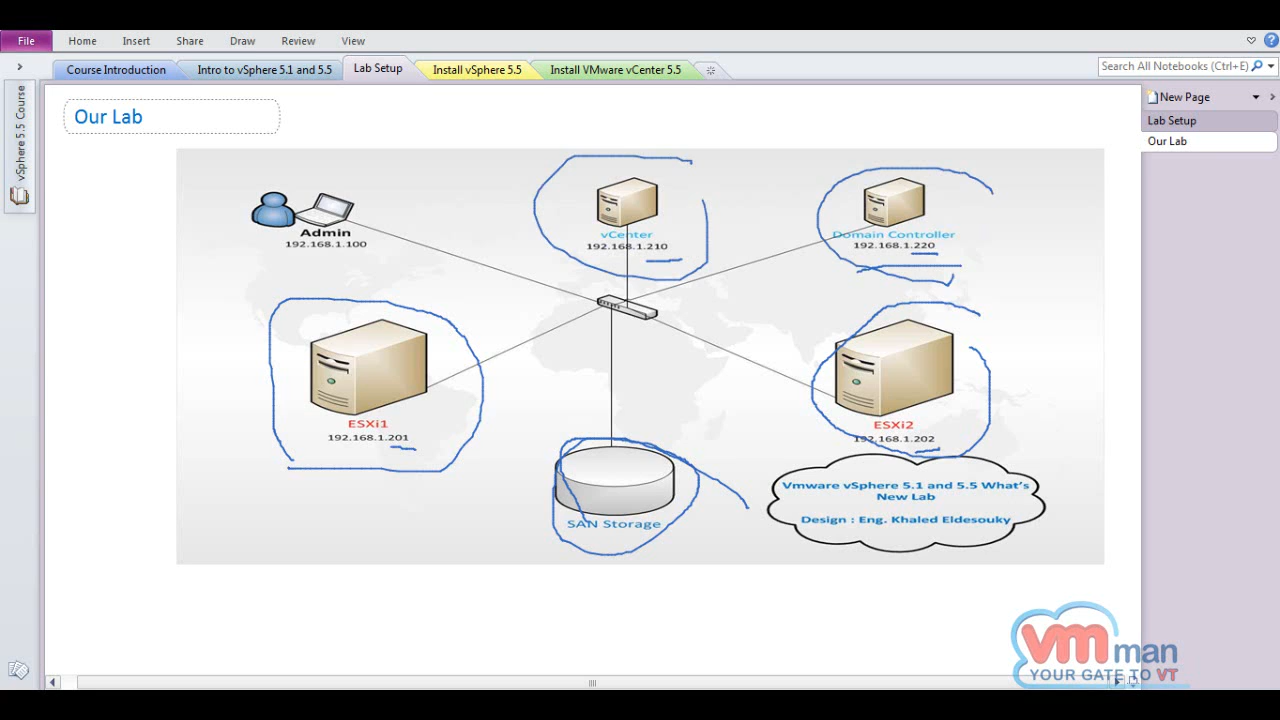 File Home Insert Share Draw Review View
Course Introduction Intro to vSphere 5.1 and 5.5 Lab Setup Install vSphere 5.5 Install VMware vCenter 5.5 Search All Notebooks (Ctrl+E)
vSphere 5.5 Course
New Page
Lab Setup
Our Lab
Our Lab
Admin
192.168.1.100
vCenter
192.168.1.210
Domain Controller
192.168.1.220
ESXi1
192.168.1.201
ESXi2
192.168.1.202
SAN Storage
Vmware vSphere 5.1 and 5.5 What's
New Lab
Design : Eng. Khaled Eldesouky
vm man
YOUR GATE TO VT